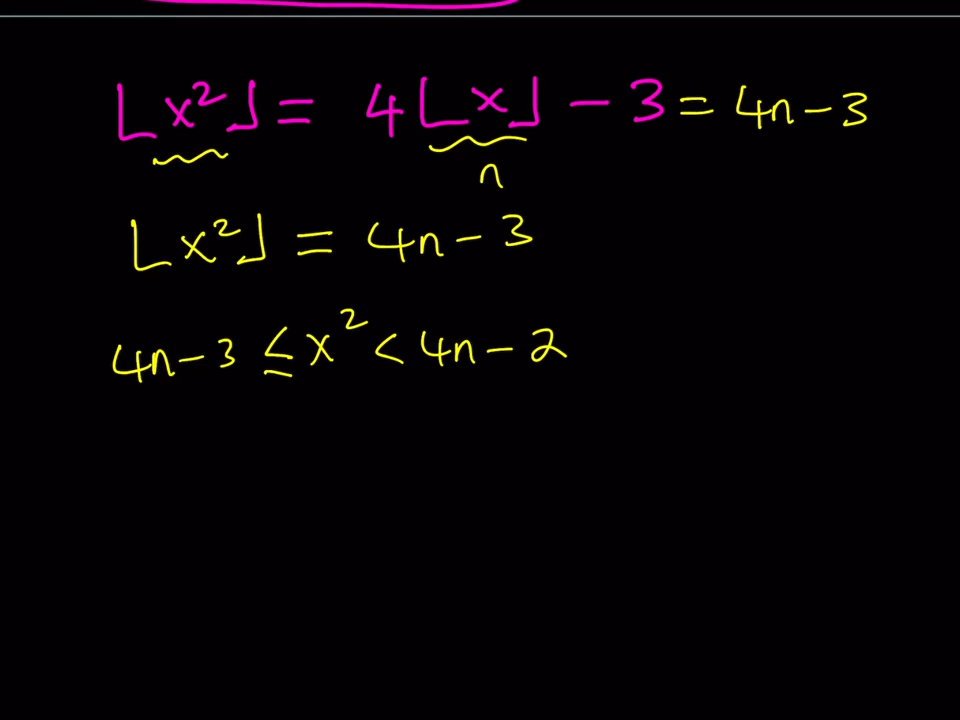 ⌊x²⌋ = 4⌊x⌋ - 3 = 4n - 3
n
⌊x²⌋ = 4n - 3
4n - 3 ≤ x² < 4n - 2